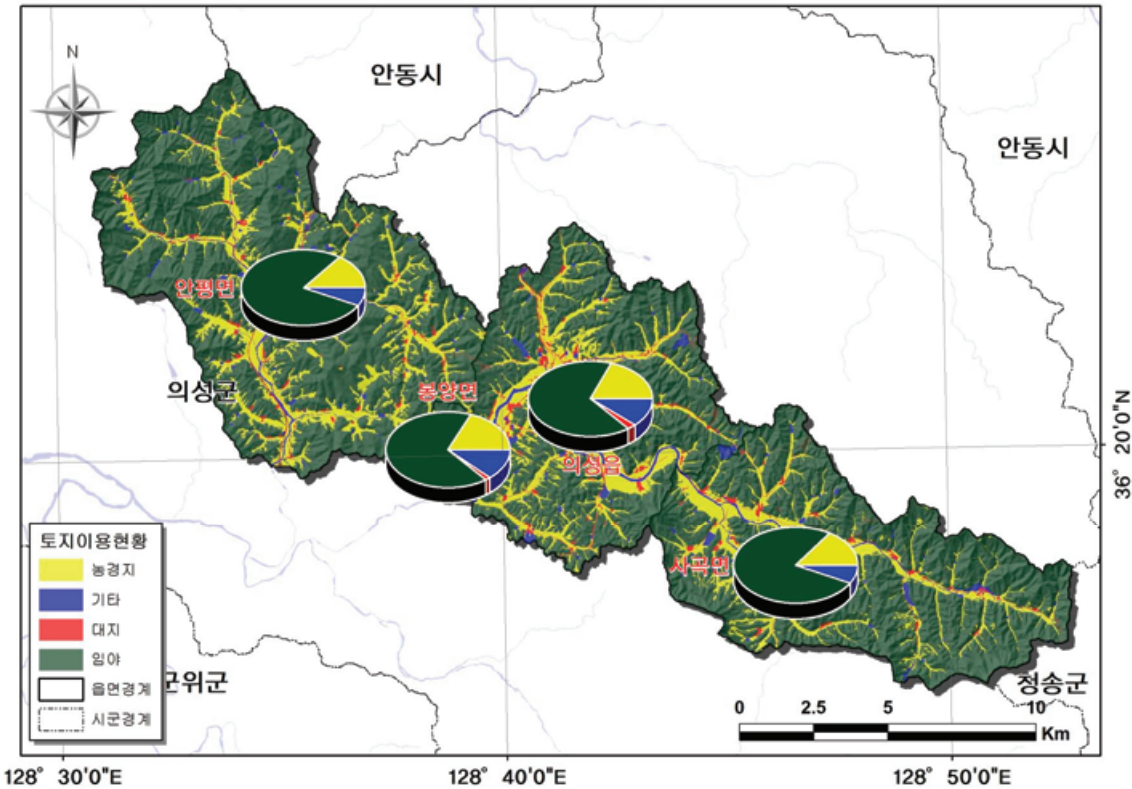 N
안동시
안동시
안평면
의성군
봉양면
의성읍
사곡면
36° 20'0"N
토지이용현황
농경지
기타
대지
임야
읍면경계
시군경계
군위군
청송군
0 2.5 5 10
Km
128° 30'0"E 128° 40'0"E 128° 50'0"E